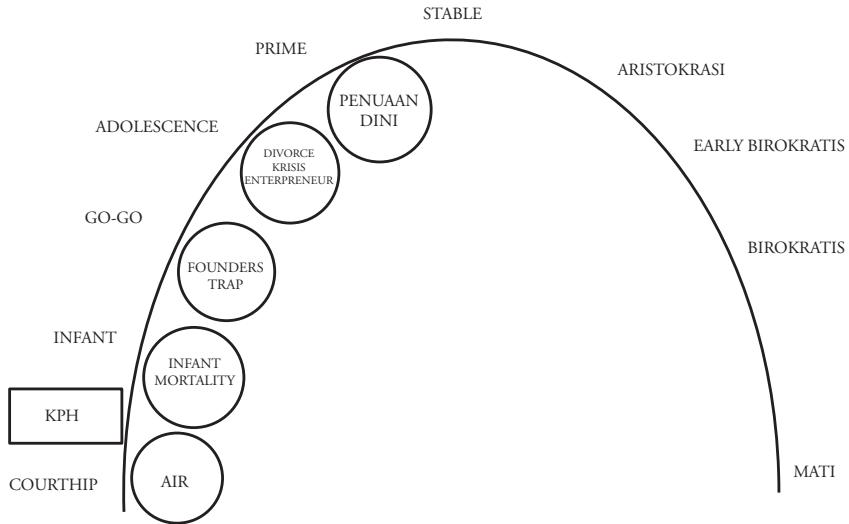 STABLE
PRIME
ARISTOKRASI
PENUAAN
DINI
ADOLESCENCE
EARLY BIROKRATIS
DIVORCE
KRISIS
ENTERPRENEUR
GO-GO
BIROKRATIS
FOUNDERS
TRAP
INFANT
INFANT
MORTALITY
KPH
COURTHIP
AIR
MATI